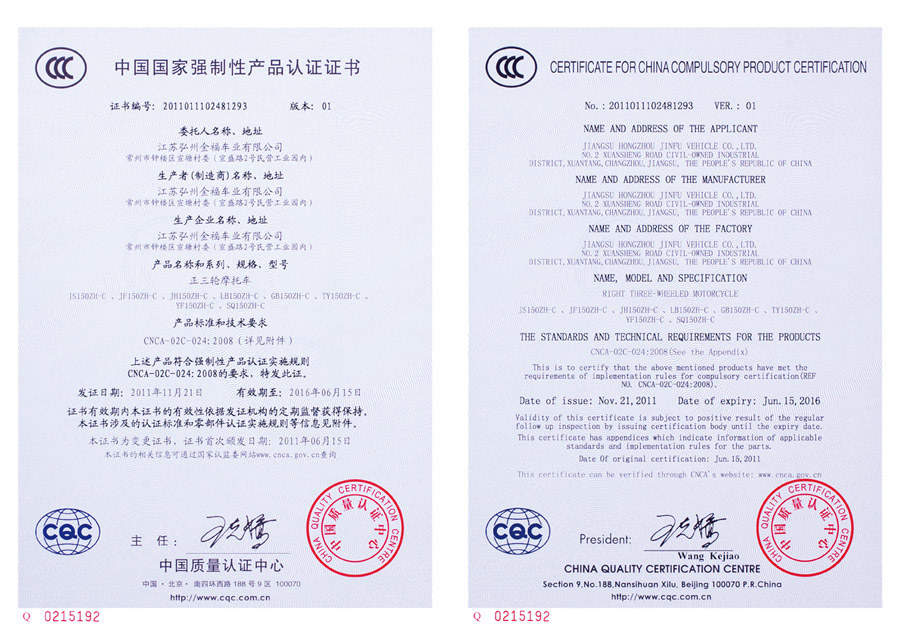 CCC
中国国家强制性产品认证证书
证书编号: 2011011102481293 版本: 01
委托人名称、地址
江苏弘州金福车业有限公司
常州市钟楼区宣塘村委(宣盛路2号民营工业园内)
生产者(制造商)名称、地址
江苏弘州金福车业有限公司
常州市钟楼区宣塘村委(宣盛路2号民营工业园内)
生产企业名称、地址
江苏弘州金福车业有限公司
常州市钟楼区宣塘村委(宣盛路2号民营工业园内)
产品名称和系列、规格、型号
正三轮摩托车
JS150ZH-C 、JF150ZH-C 、JH150ZH-C 、LB150ZH-C 、GB150ZH-C 、TY150ZH-C 、
YF150ZH-C 、SQ150ZH-C
产品标准和技术要求
CNCA-02C-024:2008(详见附件)
上述产品符合强制性产品认证实施规则
CNCA-02C-024:2008的要求,特发此证。
发证日期: 2011年11月21日 有效期至: 2016年06月15日
证书有效期内本证书的有效性依据发证机构的定期监督获得保持。
本证书涉及的认证标准和零部件认证实施规则等信息见附件。
本证书为变更证书,证书首次颁发日期: 2011年06月15日
本证书的相关信息可通过国家认监委网站www.cnca.gov.cn查询
CQC
主 任:
CHINA QUALITY CERTIFICATION CENTRE
中国质量认证中心
中国质量认证中心
中国·北京·南四环西路 188 号 9 区 100070
http://www.cqc.com.cn
Q 0215192
CCC
CERTIFICATE FOR CHINA COMPULSORY PRODUCT CERTIFICATION
No. : 2011011102481293 VER. : 01
NAME AND ADDRESS OF THE APPLICANT
JIANGSU HONGZHOU JINFU VEHICLE CO.,LTD.
NO.2 XUANSHENG ROAD CIVIL-OWNED INDUSTRIAL
DISTRICT,XUANTANG,CHANGZHOU,JIANGSU, THE PEOPLE'S REPUBLIC OF CHINA
NAME AND ADDRESS OF THE MANUFACTURER
JIANGSU HONGZHOU JINFU VEHICLE CO.,LTD.
NO.2 XUANSHENG ROAD CIVIL-OWNED INDUSTRIAL
DISTRICT,XUANTANG,CHANGZHOU,JIANGSU, THE PEOPLE'S REPUBLIC OF CHINA
NAME AND ADDRESS OF THE FACTORY
JIANGSU HONGZHOU JINFU VEHICLE CO.,LTD.
NO.2 XUANSHENG ROAD CIVIL-OWNED INDUSTRIAL
DISTRICT,XUANTANG,CHANGZHOU,JIANGSU, THE PEOPLE'S REPUBLIC OF CHINA
NAME, MODEL AND SPECIFICATION
RIGHT THREE-WHEELED MOTORCYCLE
JS150ZH-C 、JF150ZH-C 、JH150ZH-C 、LB150ZH-C 、GB150ZH-C 、TY150ZH-C 、
YF150ZH-C 、SQ150ZH-C
THE STANDARDS AND TECHNICAL REQUIREMENTS FOR THE PRODUCTS
CNCA-02C-024:2008(See the Appendix)
This is to certify that the above mentioned products have met the
requirements of implementation rules for compulsory certification(REF
NO. CNCA-02C-024:2008).
Date of issue: Nov.21,2011 Date of expiry: Jun.15,2016
Validity of this certificate is subject to positive result of the regular
follow up inspection by issuing certification body until the expiry date.
This certificate has appendices which indicate information of applicable
standards and implementation rules for the parts.
Date Of original certification: Jun.15,2011
This certificate can be verified through CNCA's website: www.cnca.gov.cn
CQC
President:
Wang Kejiao
CHINA QUALITY CERTIFICATION CENTRE
中国质量认证中心
CHINA QUALITY CERTIFICATION CENTRE
Section 9,No.188,Nansihuan Xilu, Beijing 100070 P.R.China
http://www.cqc.com.cn
Q 0215192